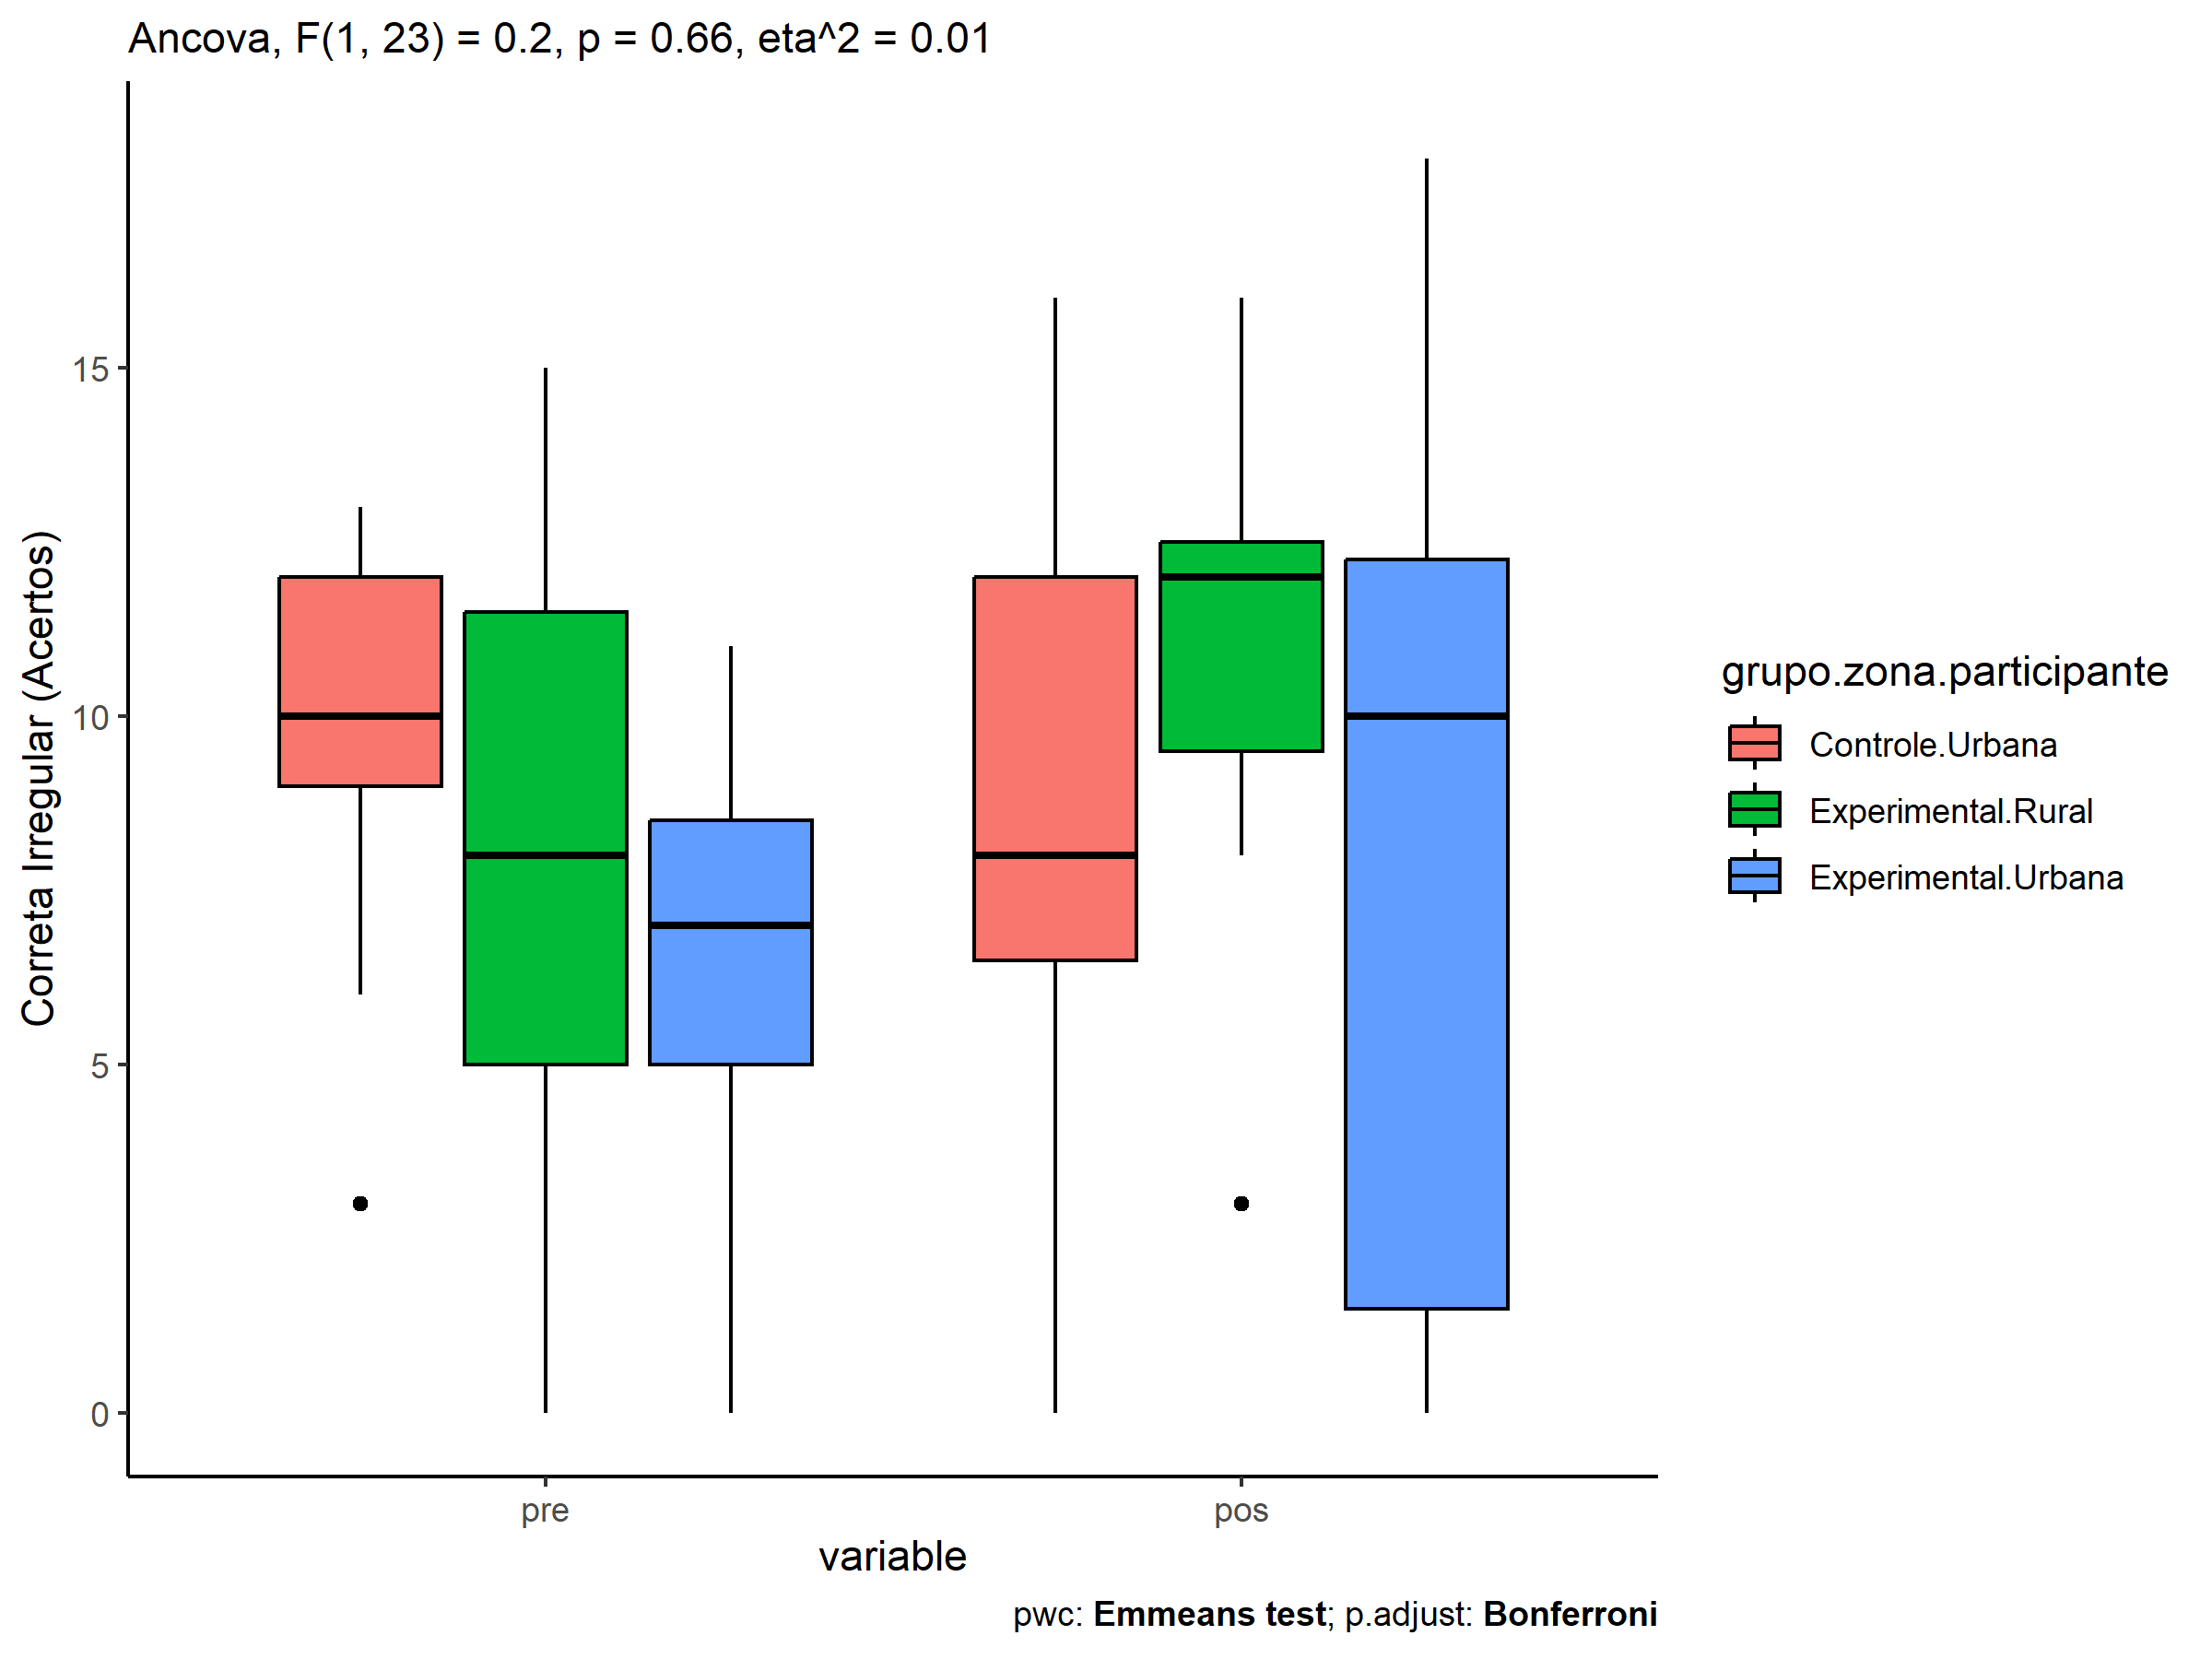 Ancova, F(1, 23) = 0.2, p = 0.66, eta^2 = 0.01
Correta Irregular (Acertos)
15
10
5
0
pre
pos
variable
grupo.zona.participante
Controle.Urbana
Experimental.Rural
Experimental.Urbana
pwc: Emmeans test; p.adjust: Bonferroni